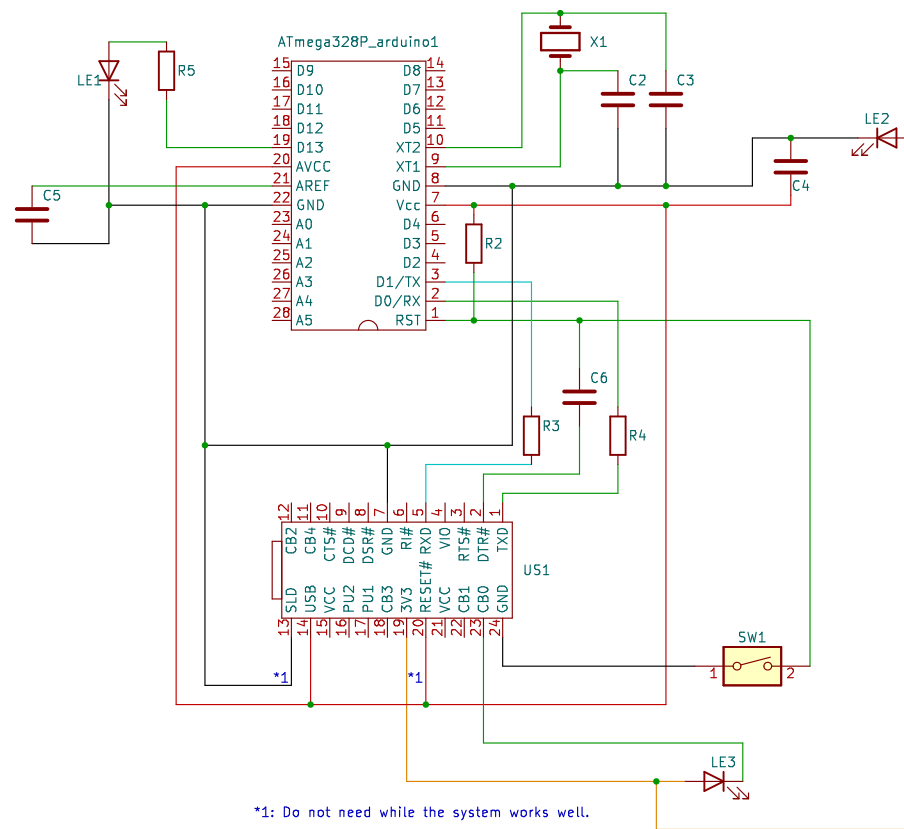 ATmega328P_arduino1
X1
LE1
R5
C2
C3
LE2
C4
C5
15 D9
16 D10
17 D11
18 D12
19 D13
20 AVCC
21 AREF
22 GND
23 A0
24 A1
25 A2
26 A3
27 A4
28 A5
D8 14
D7 13
D6 12
D5 11
XT2 10
XT1 9
GND 8
Vcc 7
D4 6
D3 5
D2 4
D1/TX 3
D0/RX 2
RST 1
R2
C6
R3
R4
12 11 10 9 8 7 6 5 4 3 2 1
CB2 CB4 CTS# DCD# DSR# GND RI# RXD VIO RTS# DTR# TXD
U51
SLD USB VCC PU2 PU1 CB3 3V3 RESET# VCC CB1 CB0 GND
13 14 15 16 17 18 19 20 21 22 23 24
SW1
1 2
*1 *1
LE3
*1: Do not need while the system works well.